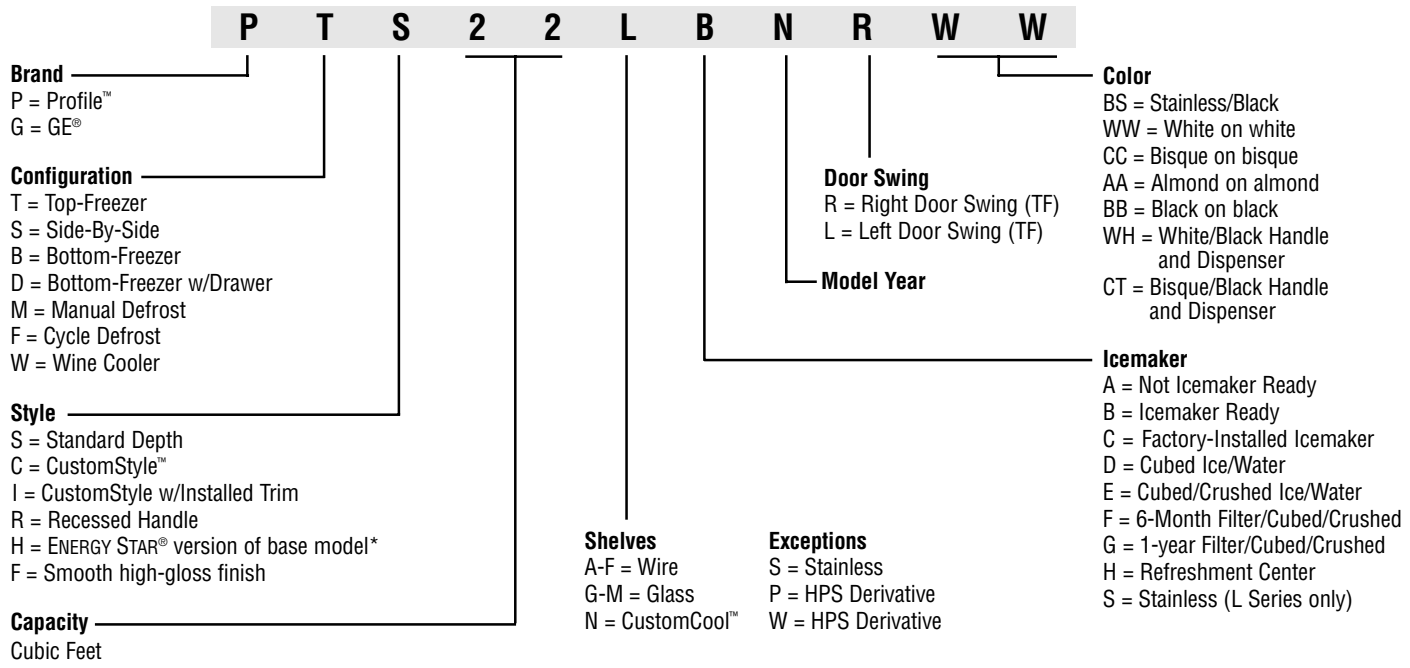 P T S 2 2 L B N R W W
Brand
P = Profile™
G = GE®
Configuration
T = Top-Freezer
S = Side-By-Side
B = Bottom-Freezer
D = Bottom-Freezer w/Drawer
M = Manual Defrost
F = Cycle Defrost
W = Wine Cooler
Style
S = Standard Depth
C = CustomStyle™
I = CustomStyle w/Installed Trim
R = Recessed Handle
H = ENERGY STAR® version of base model*
F = Smooth high-gloss finish
Capacity
Cubic Feet
Shelves
A-F = Wire
G-M = Glass
N = CustomCool™
Exceptions
S = Stainless
P = HPS Derivative
W = HPS Derivative
Door Swing
R = Right Door Swing (TF)
L = Left Door Swing (TF)
Model Year
Color
BS = Stainless/Black
WW = White on white
CC = Bisque on bisque
AA = Almond on almond
BB = Black on black
WH = White/Black Handle
and Dispenser
CT = Bisque/Black Handle
and Dispenser
Icemaker
A = Not Icemaker Ready
B = Icemaker Ready
C = Factory-Installed Icemaker
D = Cubed Ice/Water
E = Cubed/Crushed Ice/Water
F = 6-Month Filter/Cubed/Crushed
G = 1-year Filter/Cubed/Crushed
H = Refreshment Center
S = Stainless (L Series only)